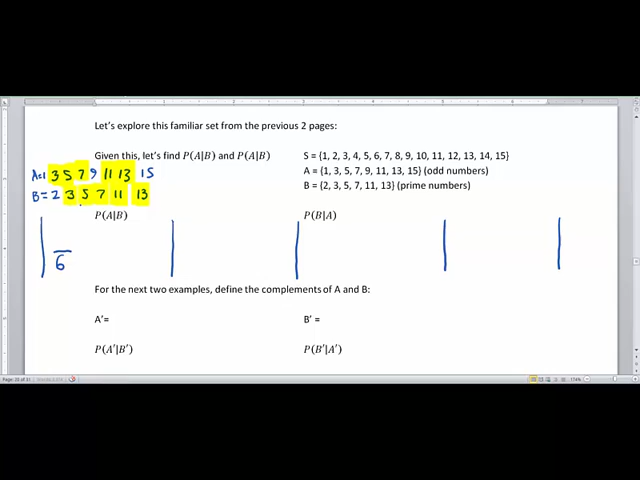 Let's explore this familiar set from the previous 2 pages:
Given this, let's find P(A|B) and P(A|B)
S = {1, 2, 3, 4, 5, 6, 7, 8, 9, 10, 11, 12, 13, 14, 15}
A=1 3 5 7 9 11 13 15
A = {1, 3, 5, 7, 9, 11, 13, 15} (odd numbers)
B = 2 3 5 7 11 13
B = {2, 3, 5, 7, 11, 13} (prime numbers)
P(A|B)
P(B|A)
6
For the next two examples, define the complements of A and B:
A'=
B' =
P(A'|B')
P(B'|A')